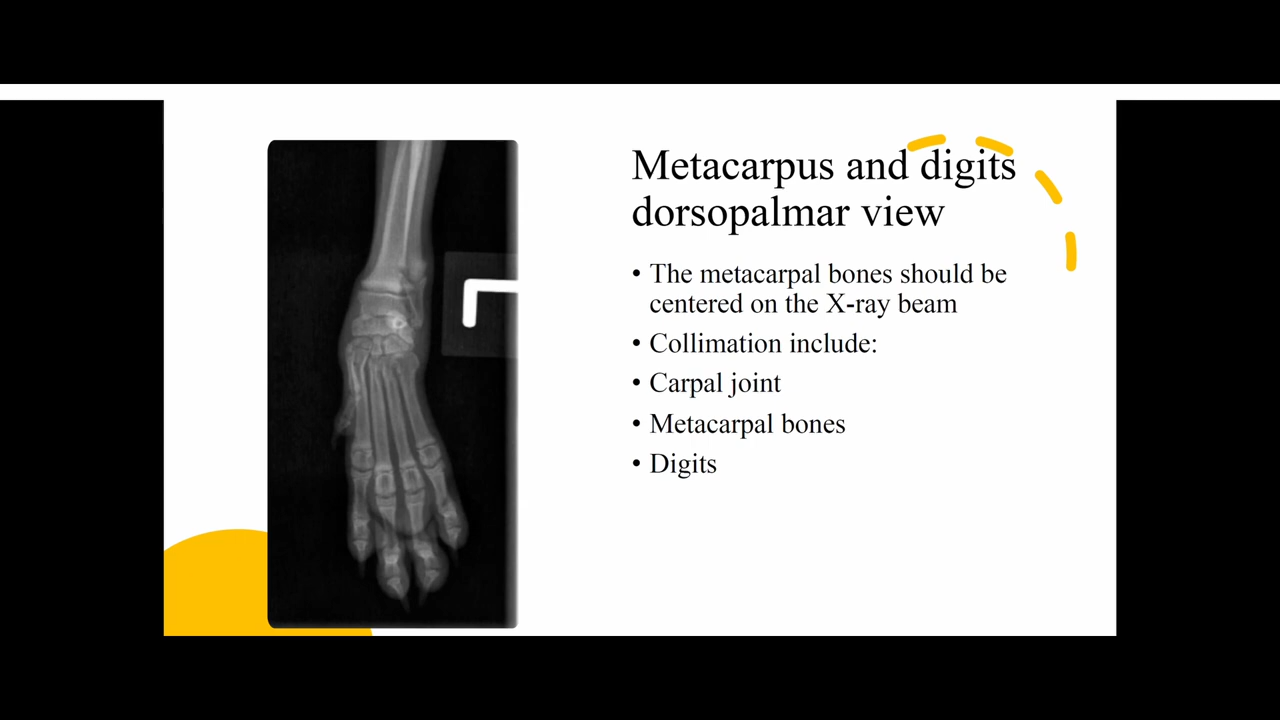 Metacarpus and digits
dorsopalmar view
• The metacarpal bones should be
centered on the X-ray beam
• Collimation include:
• Carpal joint
• Metacarpal bones
• Digits